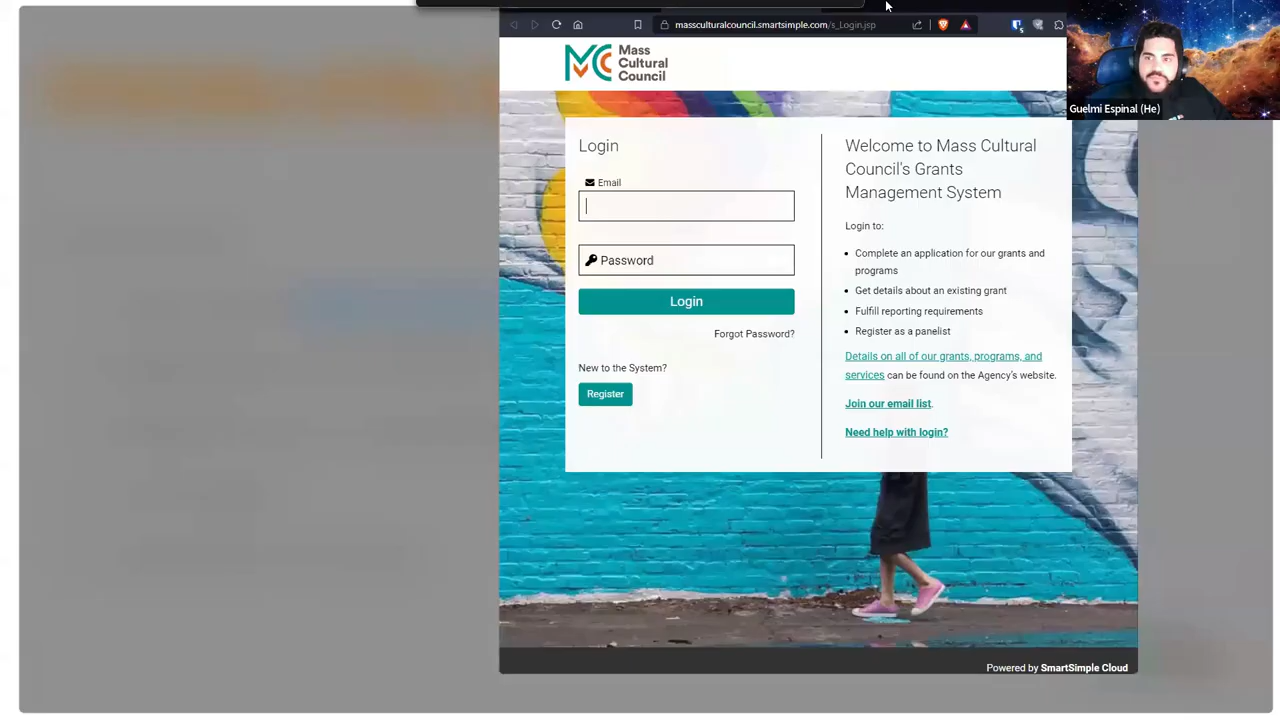 massculturalcouncil.smartsimple.com/s_Login.jsp
Mass
Cultural
Council
Guelmi Espinal (He)
Login
Email
Password
Login
Forgot Password?
New to the System?
Register
Welcome to Mass Cultural
Council's Grants
Management System
Login to:
Complete an application for our grants and
programs
Get details about an existing grant
Fulfill reporting requirements
Register as a panelist
Details on all of our grants, programs, and
services can be found on the Agency's website.
Join our email list.
Need help with login?
Powered by SmartSimple Cloud